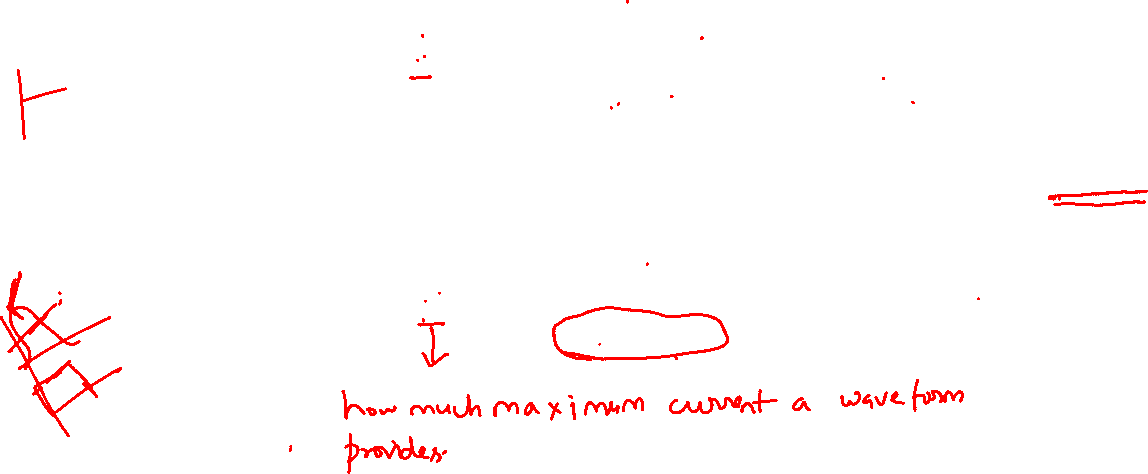 how much maximum current a waveform
provides.